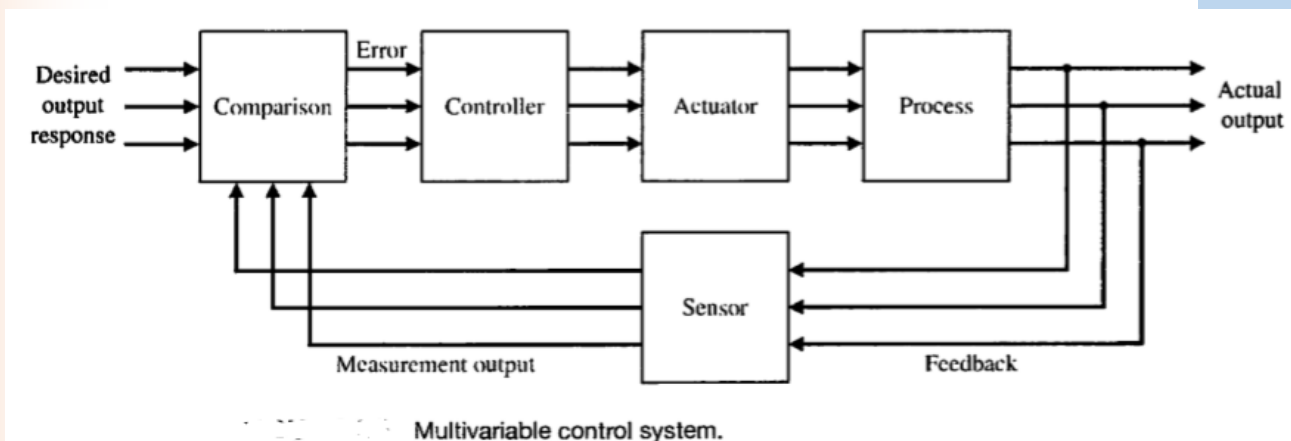 Error
Desired
output
response
Comparison
Controller
Actuator
Process
Actual
output
Sensor
Measurement output
Feedback
Multivariable control system.